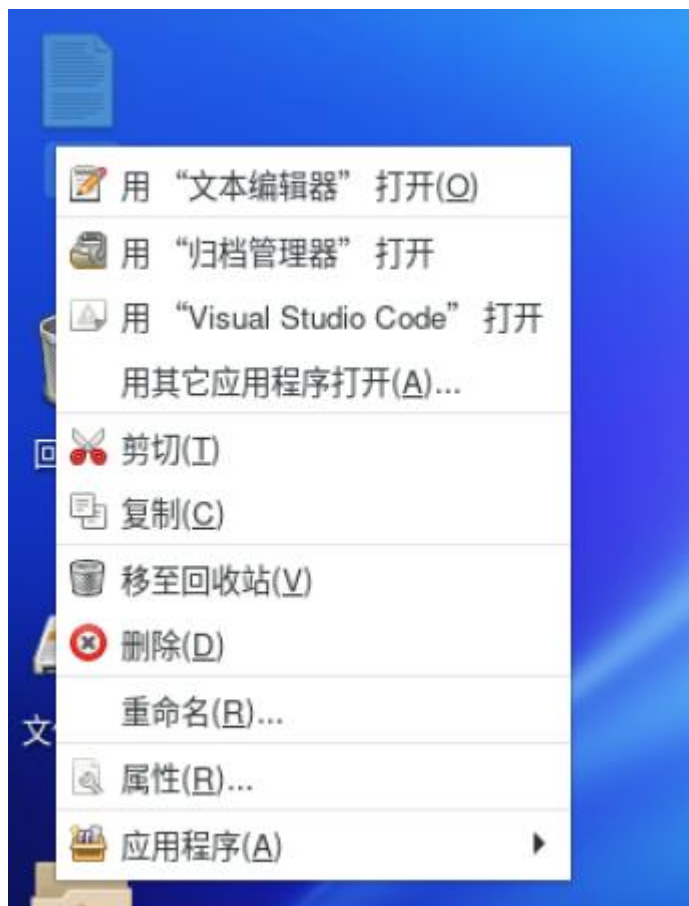 用“文本编辑器”打开(O)
用“归档管理器”打开
用“Visual Studio Code”打开
用其它应用程序打开(A)...
回
剪切(T)
复制(C)
移至回收站(V)
删除(D)
重命名(R)...
文
属性(R)...
应用程序(A)